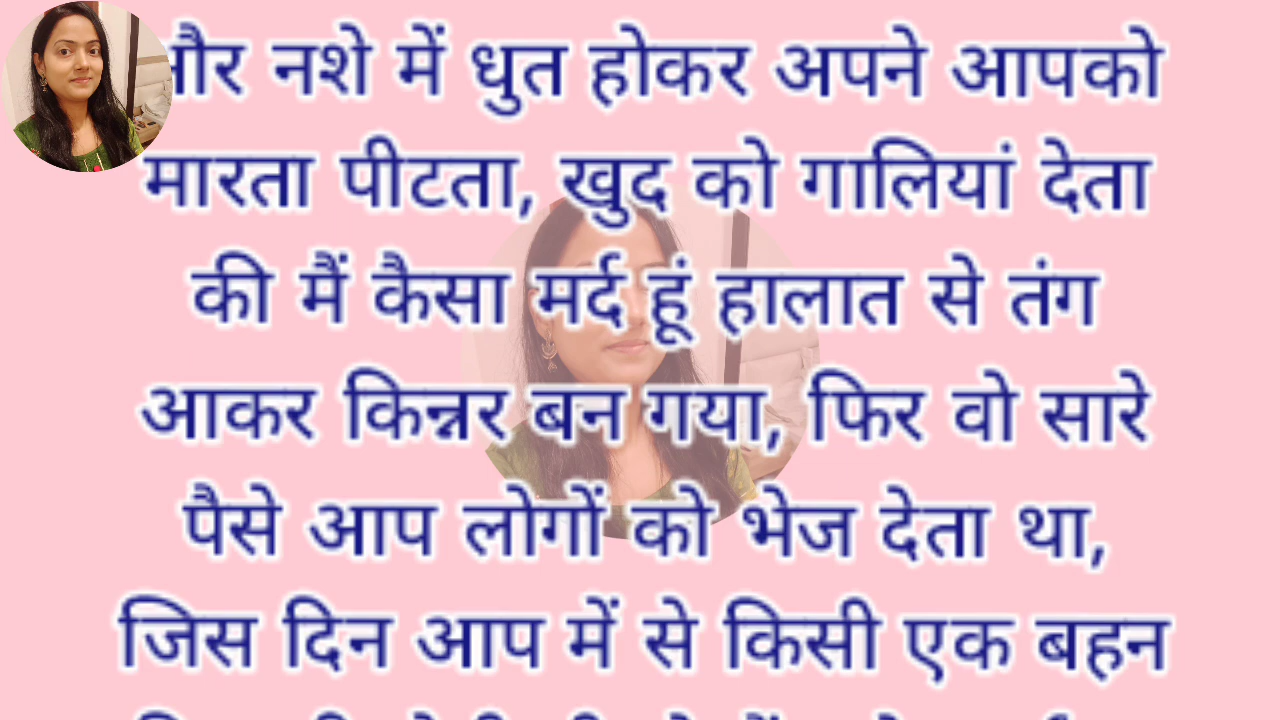 और नशे में धुत होकर अपने आपको
मारता पीटता, खुद को गालियां देता
की मैं कैसा मर्द हूं हालात से तंग
आकर किन्नर बन गया, फिर वो सारे
पैसे आप लोगों को भेज देता था,
जिस दिन आप में से किसी एक बहन